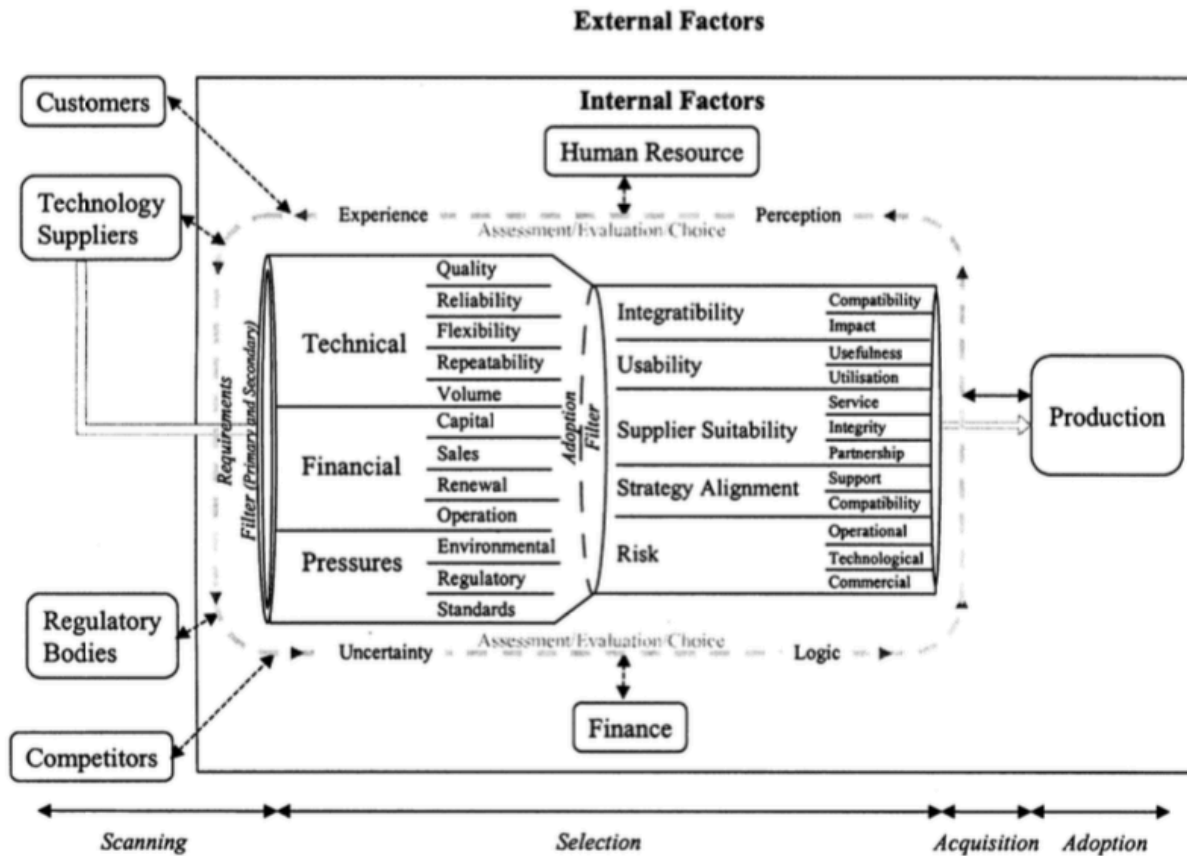 External Factors
Internal Factors
Customers
Human Resource
Technology
Suppliers
Experience
Perception
Assessment/Evaluation/Choice
Requirements
Filter (Primary and Secondary)
Technical
Quality
Reliability
Flexibility
Repeatability
Volume
Financial
Capital
Sales
Renewal
Operation
Pressures
Environmental
Regulatory
Standards
Adoption
Filter
Integratibility
Compatibility
Impact
Usability
Usefulness
Utilisation
Supplier Suitability
Service
Integrity
Partnership
Strategy Alignment
Support
Compatibility
Risk
Operational
Technological
Commercial
Production
Regulatory
Bodies
Assessment/Evaluation/Choice
Uncertainty
Logic
Finance
Competitors
Scanning
Selection
Acquisition
Adoption